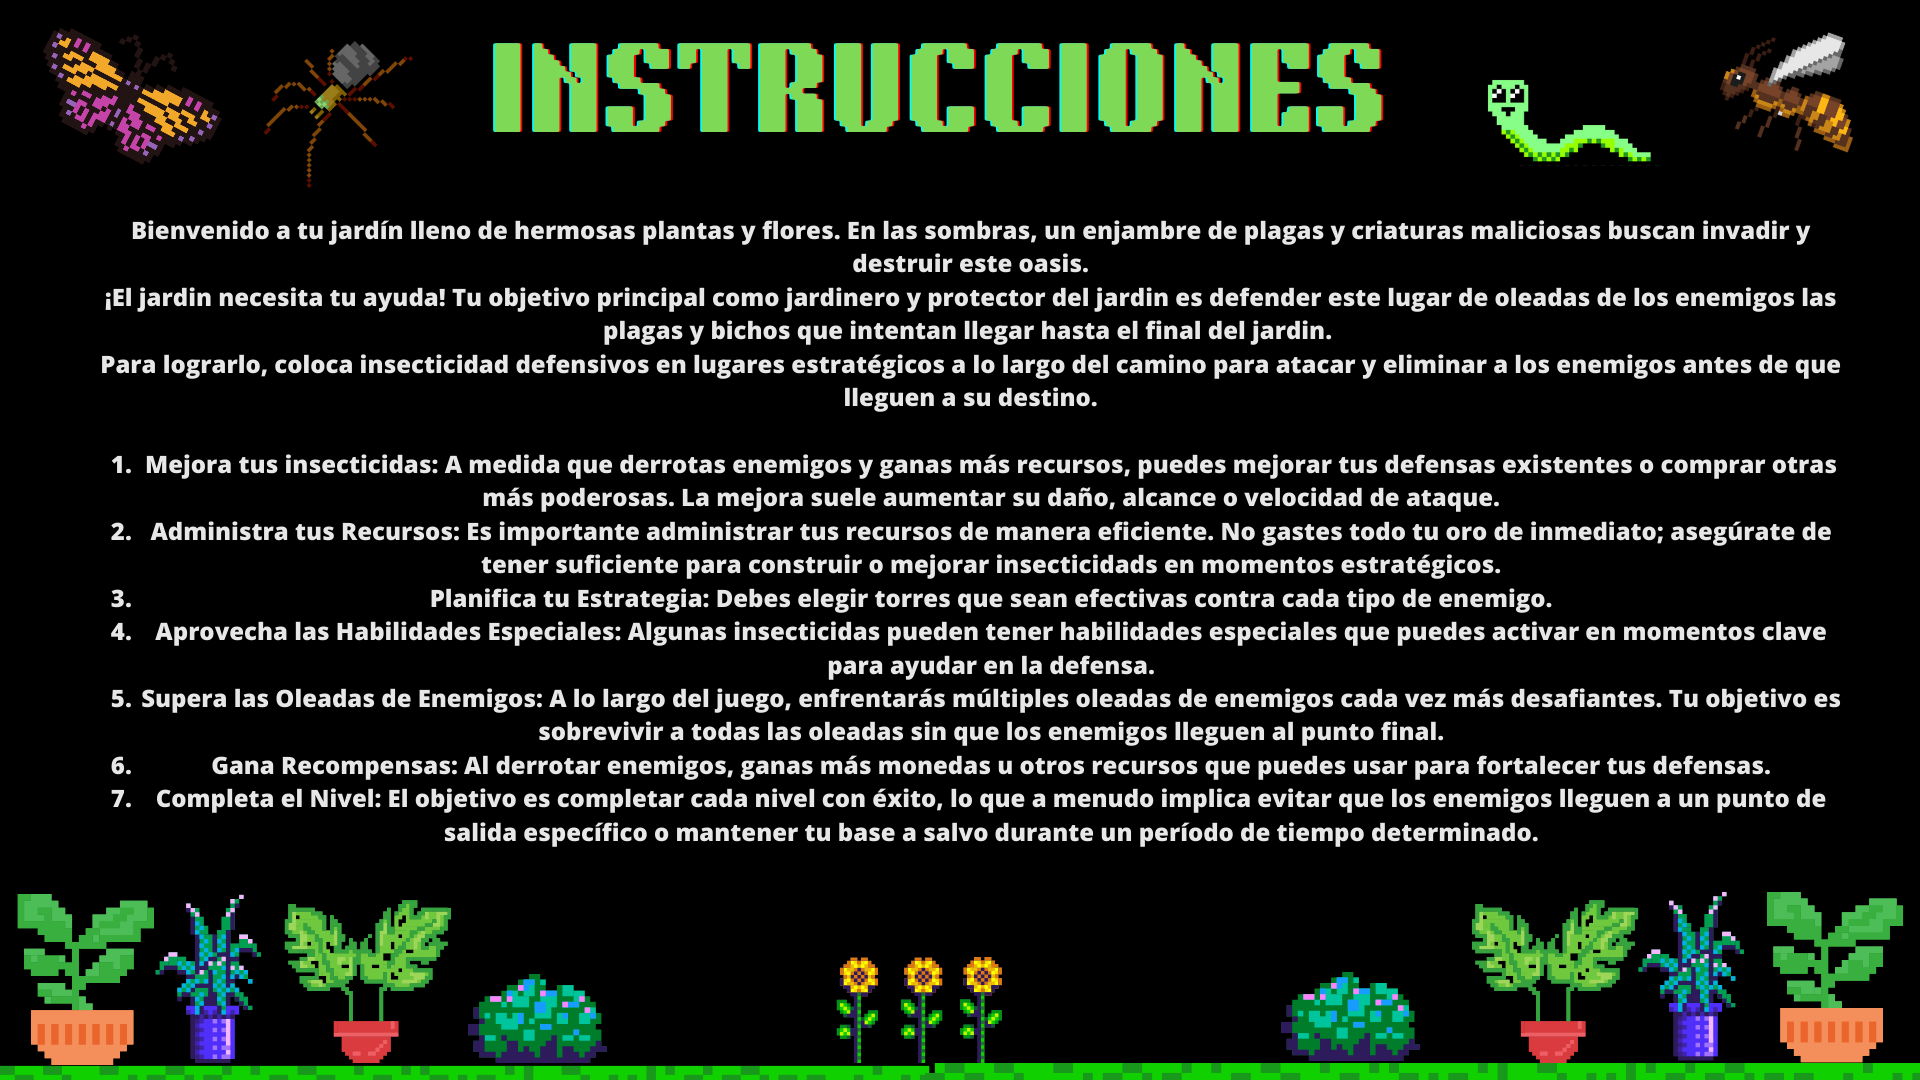 INSTRUCCIONES
Bienvenido a tu jardín lleno de hermosas plantas y flores. En las sombras, un enjambre de plagas y criaturas maliciosas buscan invadir y
destruir este oasis.
¡El jardin necesita tu ayuda! Tu objetivo principal como jardinero y protector del jardin es defender este lugar de oleadas de los enemigos las
plagas y bichos que intentan llegar hasta el final del jardin.
Para lograrlo, coloca insecticidad defensivos en lugares estratégicos a lo largo del camino para atacar y eliminar a los enemigos antes de que
lleguen a su destino.
1. Mejora tus insecticidas: A medida que derrotas enemigos y ganas más recursos, puedes mejorar tus defensas existentes o comprar otras
más poderosas. La mejora suele aumentar su daño, alcance o velocidad de ataque.
2. Administra tus Recursos: Es importante administrar tus recursos de manera eficiente. No gastes todo tu oro de inmediato; asegúrate de
tener suficiente para construir o mejorar insecticidads en momentos estratégicos.
3. Planifica tu Estrategia: Debes elegir torres que sean efectivas contra cada tipo de enemigo.
4. Aprovecha las Habilidades Especiales: Algunas insecticidas pueden tener habilidades especiales que puedes activar en momentos clave
para ayudar en la defensa.
5. Supera las Oleadas de Enemigos: A lo largo del juego, enfrentarás múltiples oleadas de enemigos cada vez más desafiantes. Tu objetivo es
sobrevivir a todas las oleadas sin que los enemigos lleguen al punto final.
6. Gana Recompensas: Al derrotar enemigos, ganas más monedas u otros recursos que puedes usar para fortalecer tus defensas.
7. Completa el Nivel: El objetivo es completar cada nivel con éxito, lo que a menudo implica evitar que los enemigos lleguen a un punto de
salida específico o mantener tu base a salvo durante un período de tiempo determinado.